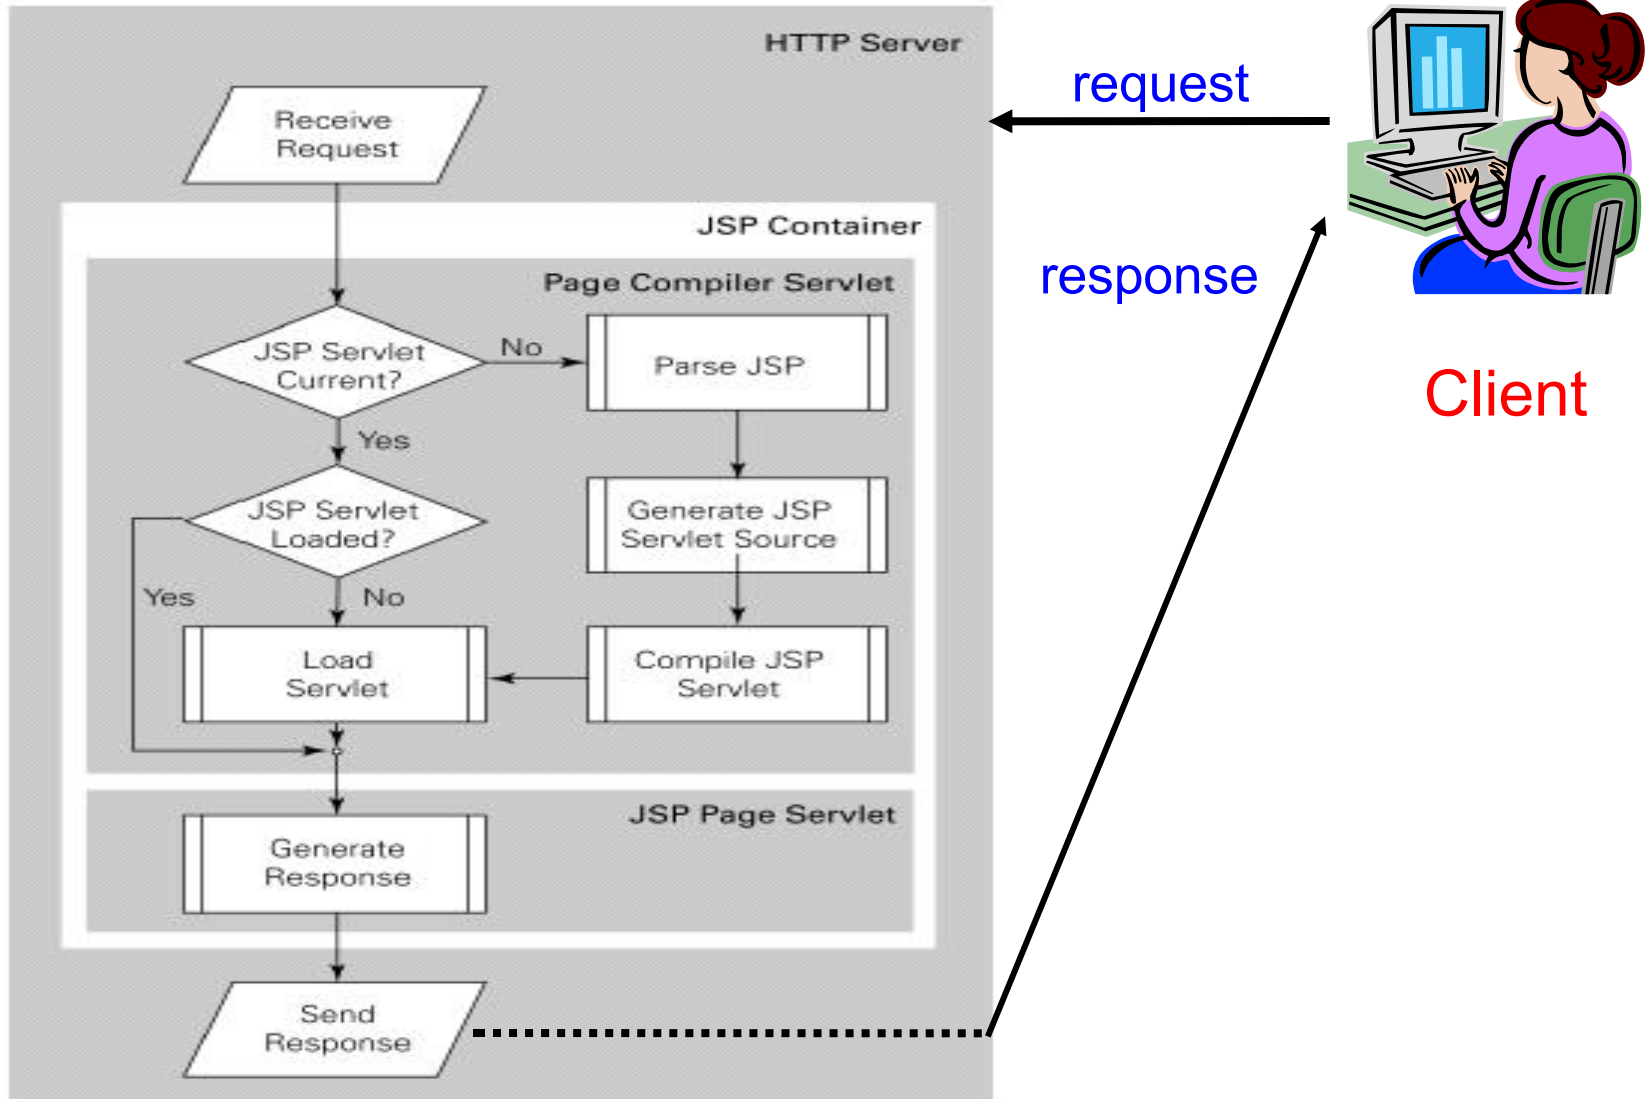 HTTP Server
request
Receive
Request
JSP Container
Page Compiler Servlet
response
JSP Servlet
Current?
No
Parse JSP
Client
Yes
JSP Servlet
Loaded?
Generate JSP
Servlet Source
Yes
No
Load
Servlet
Compile JSP
Servlet
JSP Page Servlet
Generate
Response
Send
Response